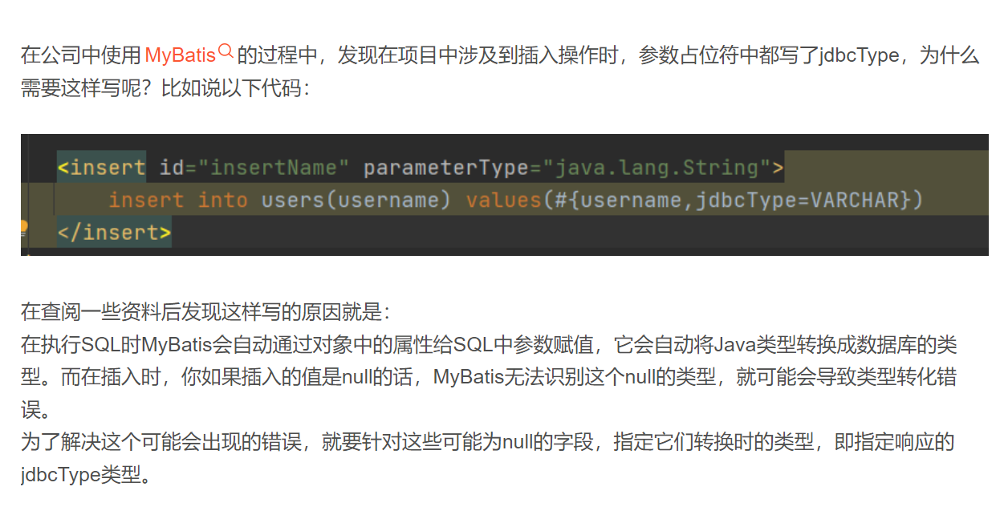 在公司中使用MyBatis的过程中，发现在项目中涉及到插入操作时，参数占位符中都写了jdbcType，为什么
需要这样写呢？比如说以下代码：
<insert id="insertName" parameterType="java.lang.String">
insert into users(username) values(#{username,jdbcType=VARCHAR})
</insert>
在查阅一些资料后发现这样写的原因就是：
在执行SQL时MyBatis会自动通过对象中的属性给SQL中参数赋值，它会自动将Java类型转换成数据库的类
型。而在插入时，你如果插入的值是null的话，MyBatis无法识别这个null的类型，就可能会导致类型转化错
误。
为了解决这个可能会出现的错误，就要针对这些可能为null的字段，指定它们转换时的类型，即指定响应的
jdbcType类型。